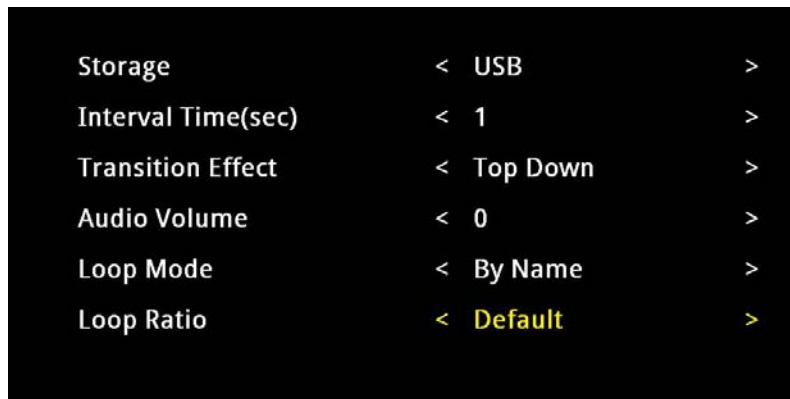 Storage < USB >
Interval Time(sec) < 1 >
Transition Effect < Top Down >
Audio Volume < 0 >
Loop Mode < By Name >
Loop Ratio < Default >